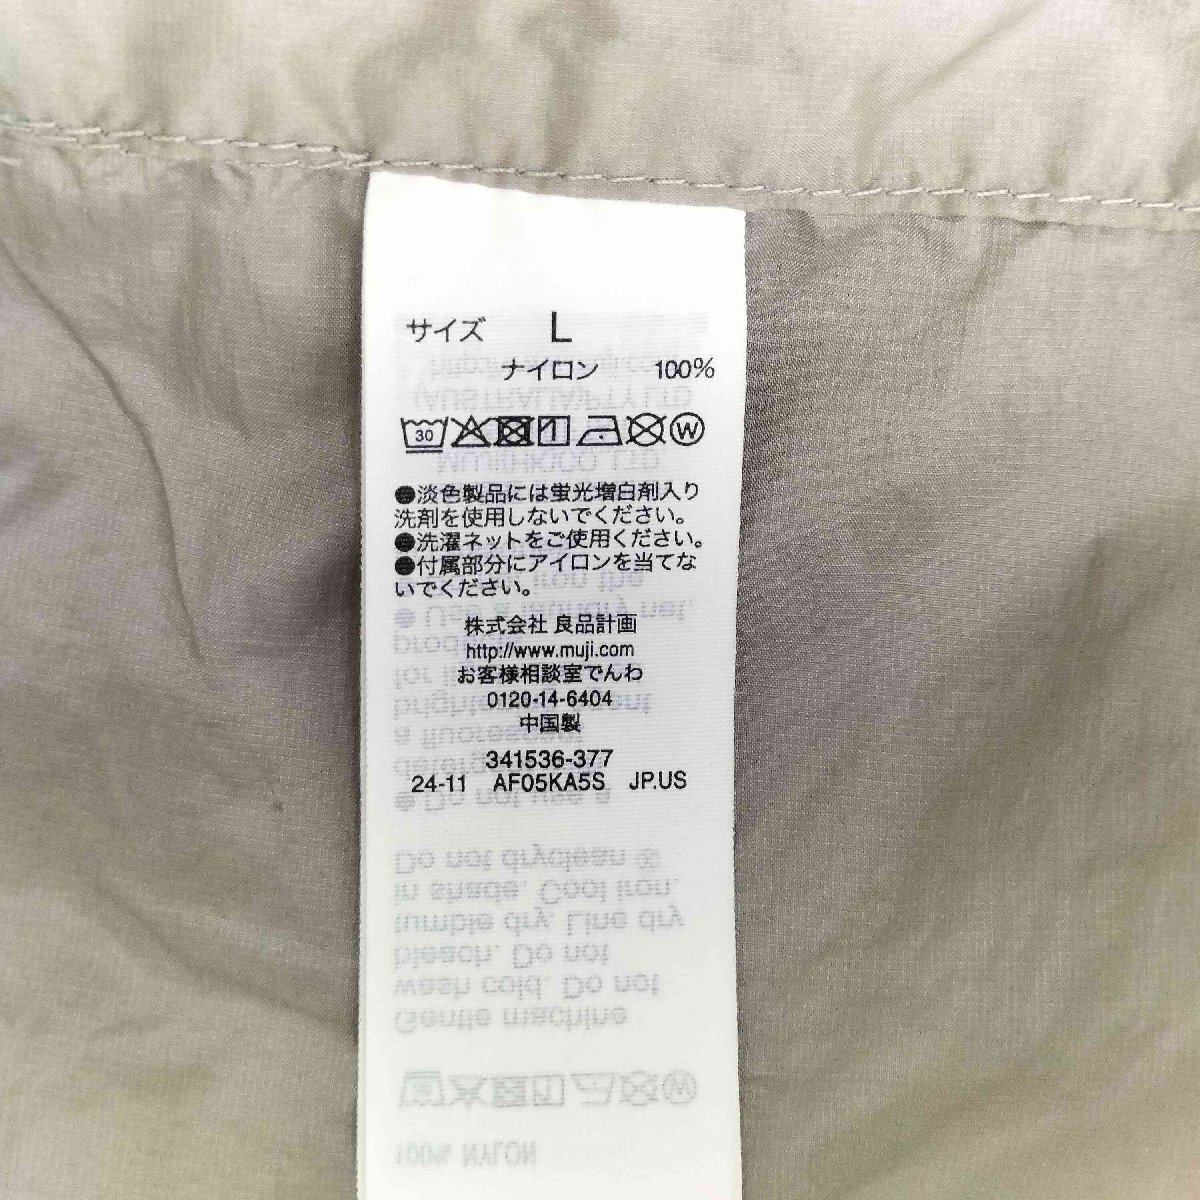 サイズ L
ナイロン 100%
30 W
●淡色製品には蛍光増白剤入り
洗剤を使用しないでください。
●洗濯ネットをご使用ください。
●付属部分にアイロンを当てな
いでください。
株式会社 良品計画
http://www.muji.com
お客様相談室でんわ
0120-14-6404
中国製
341536-377
24-11 AF05KA5S JP.US